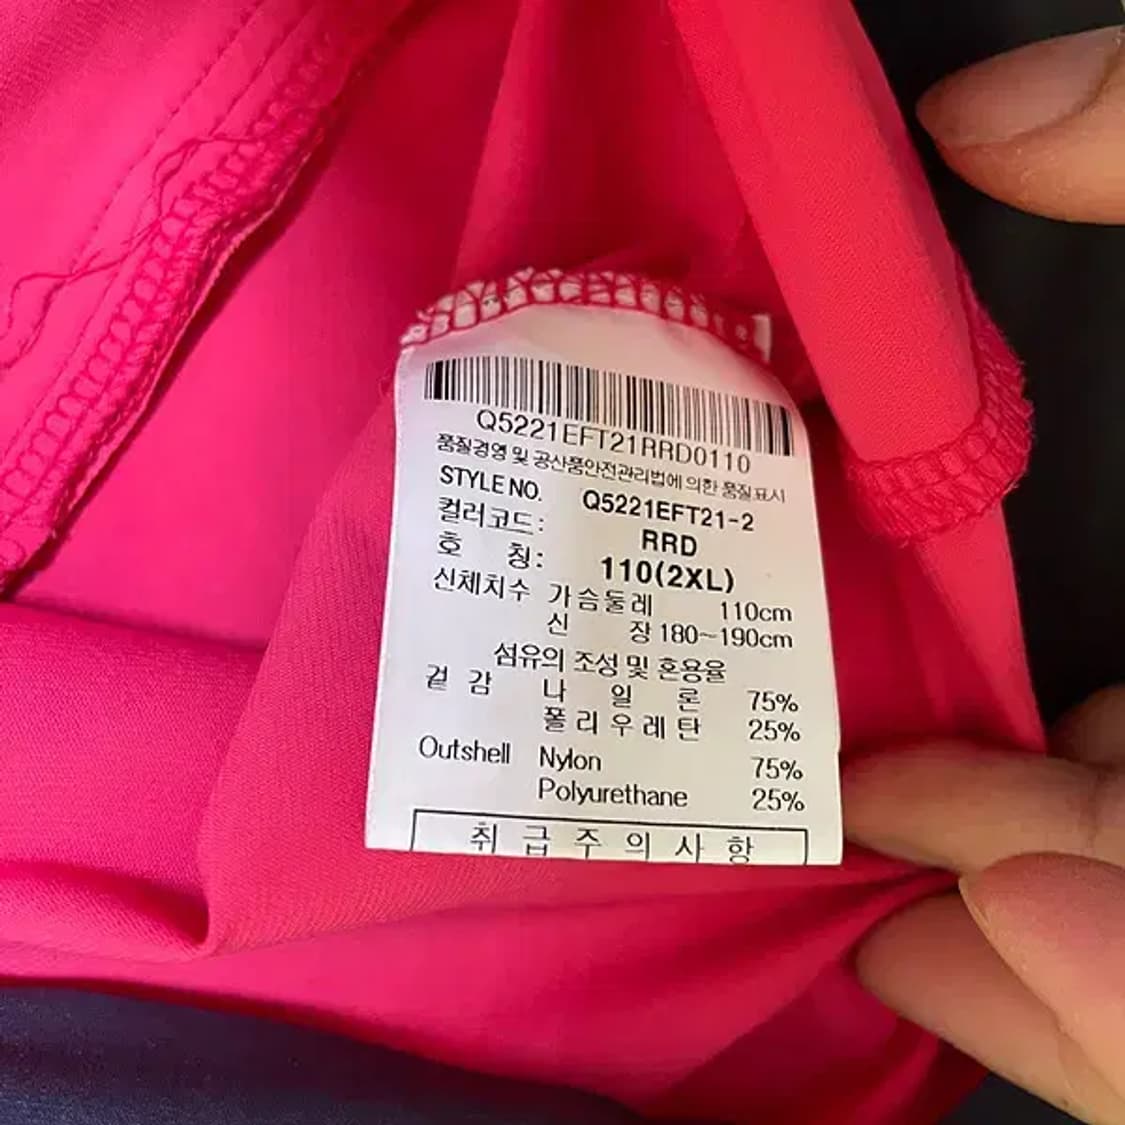 Q5221EFT21RRD0110
품질경영 및 공산품안전관리법에 의한 품질표시
STYLE NO. Q5221EFT21-2
컬러코드: RRD
호 칭: 110(2XL)
신체치수 가슴둘레 110cm
신 장 180~190cm
섬유의 조성 및 혼용율
겉 감 나 일 론 75%
폴리우레탄 25%
Outshell Nylon 75%
Polyurethane 25%
취 급 주 의 사 항